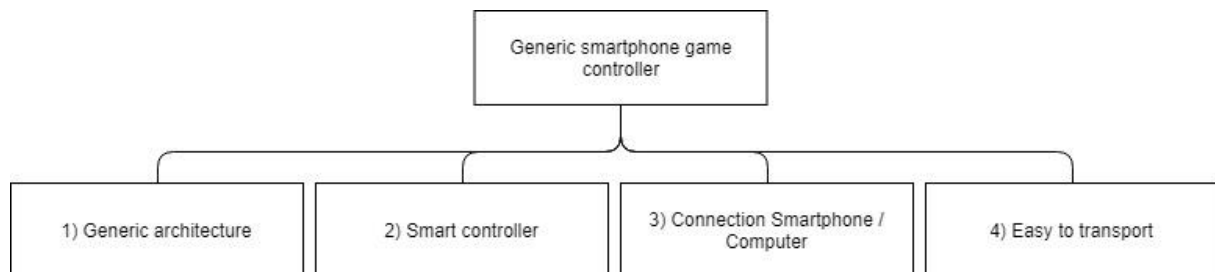 Generic smartphone game
controller
1) Generic architecture
2) Smart controller
3) Connection Smartphone /
Computer
4) Easy to transport